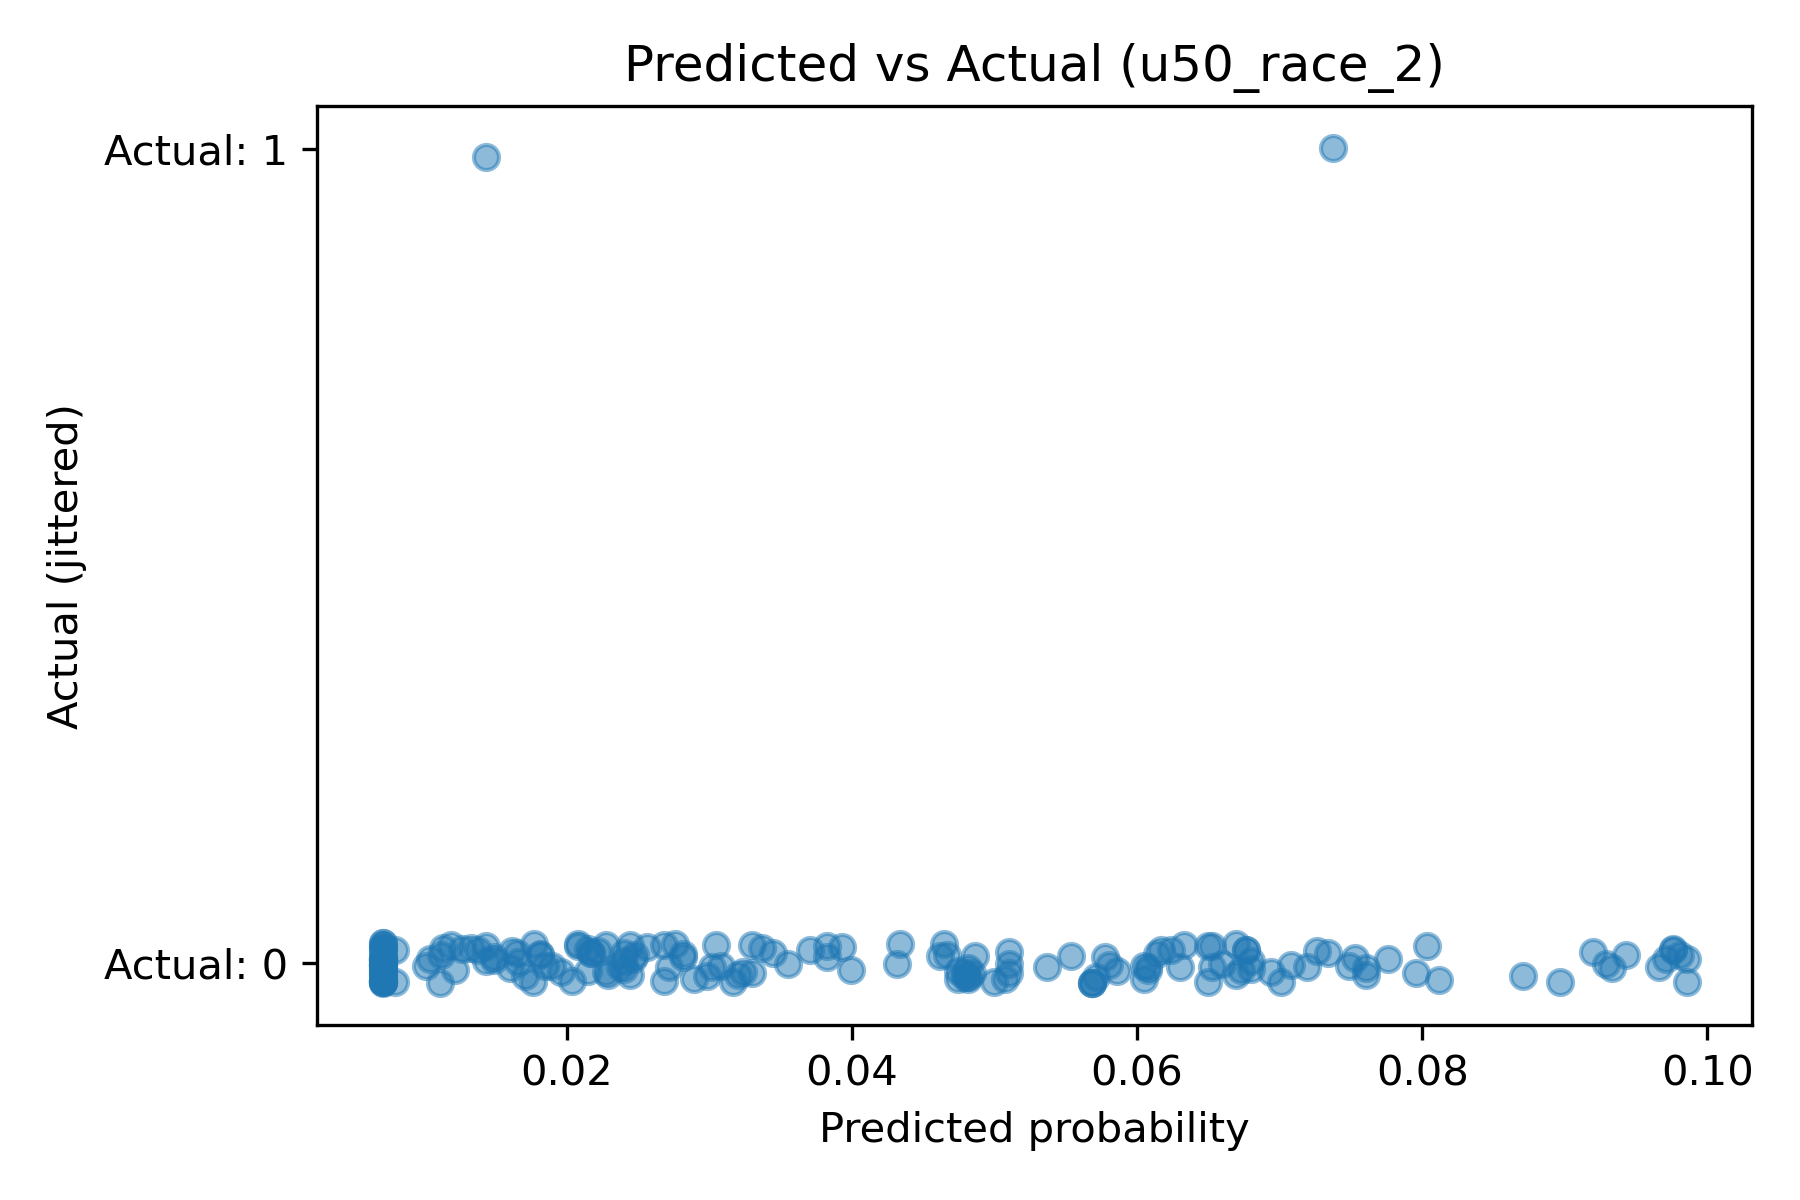 Predicted vs Actual (u50_race_2)
Actual: 1
Actual (jittered)
Actual: 0
0.02 0.04 0.06 0.08 0.10
Predicted probability